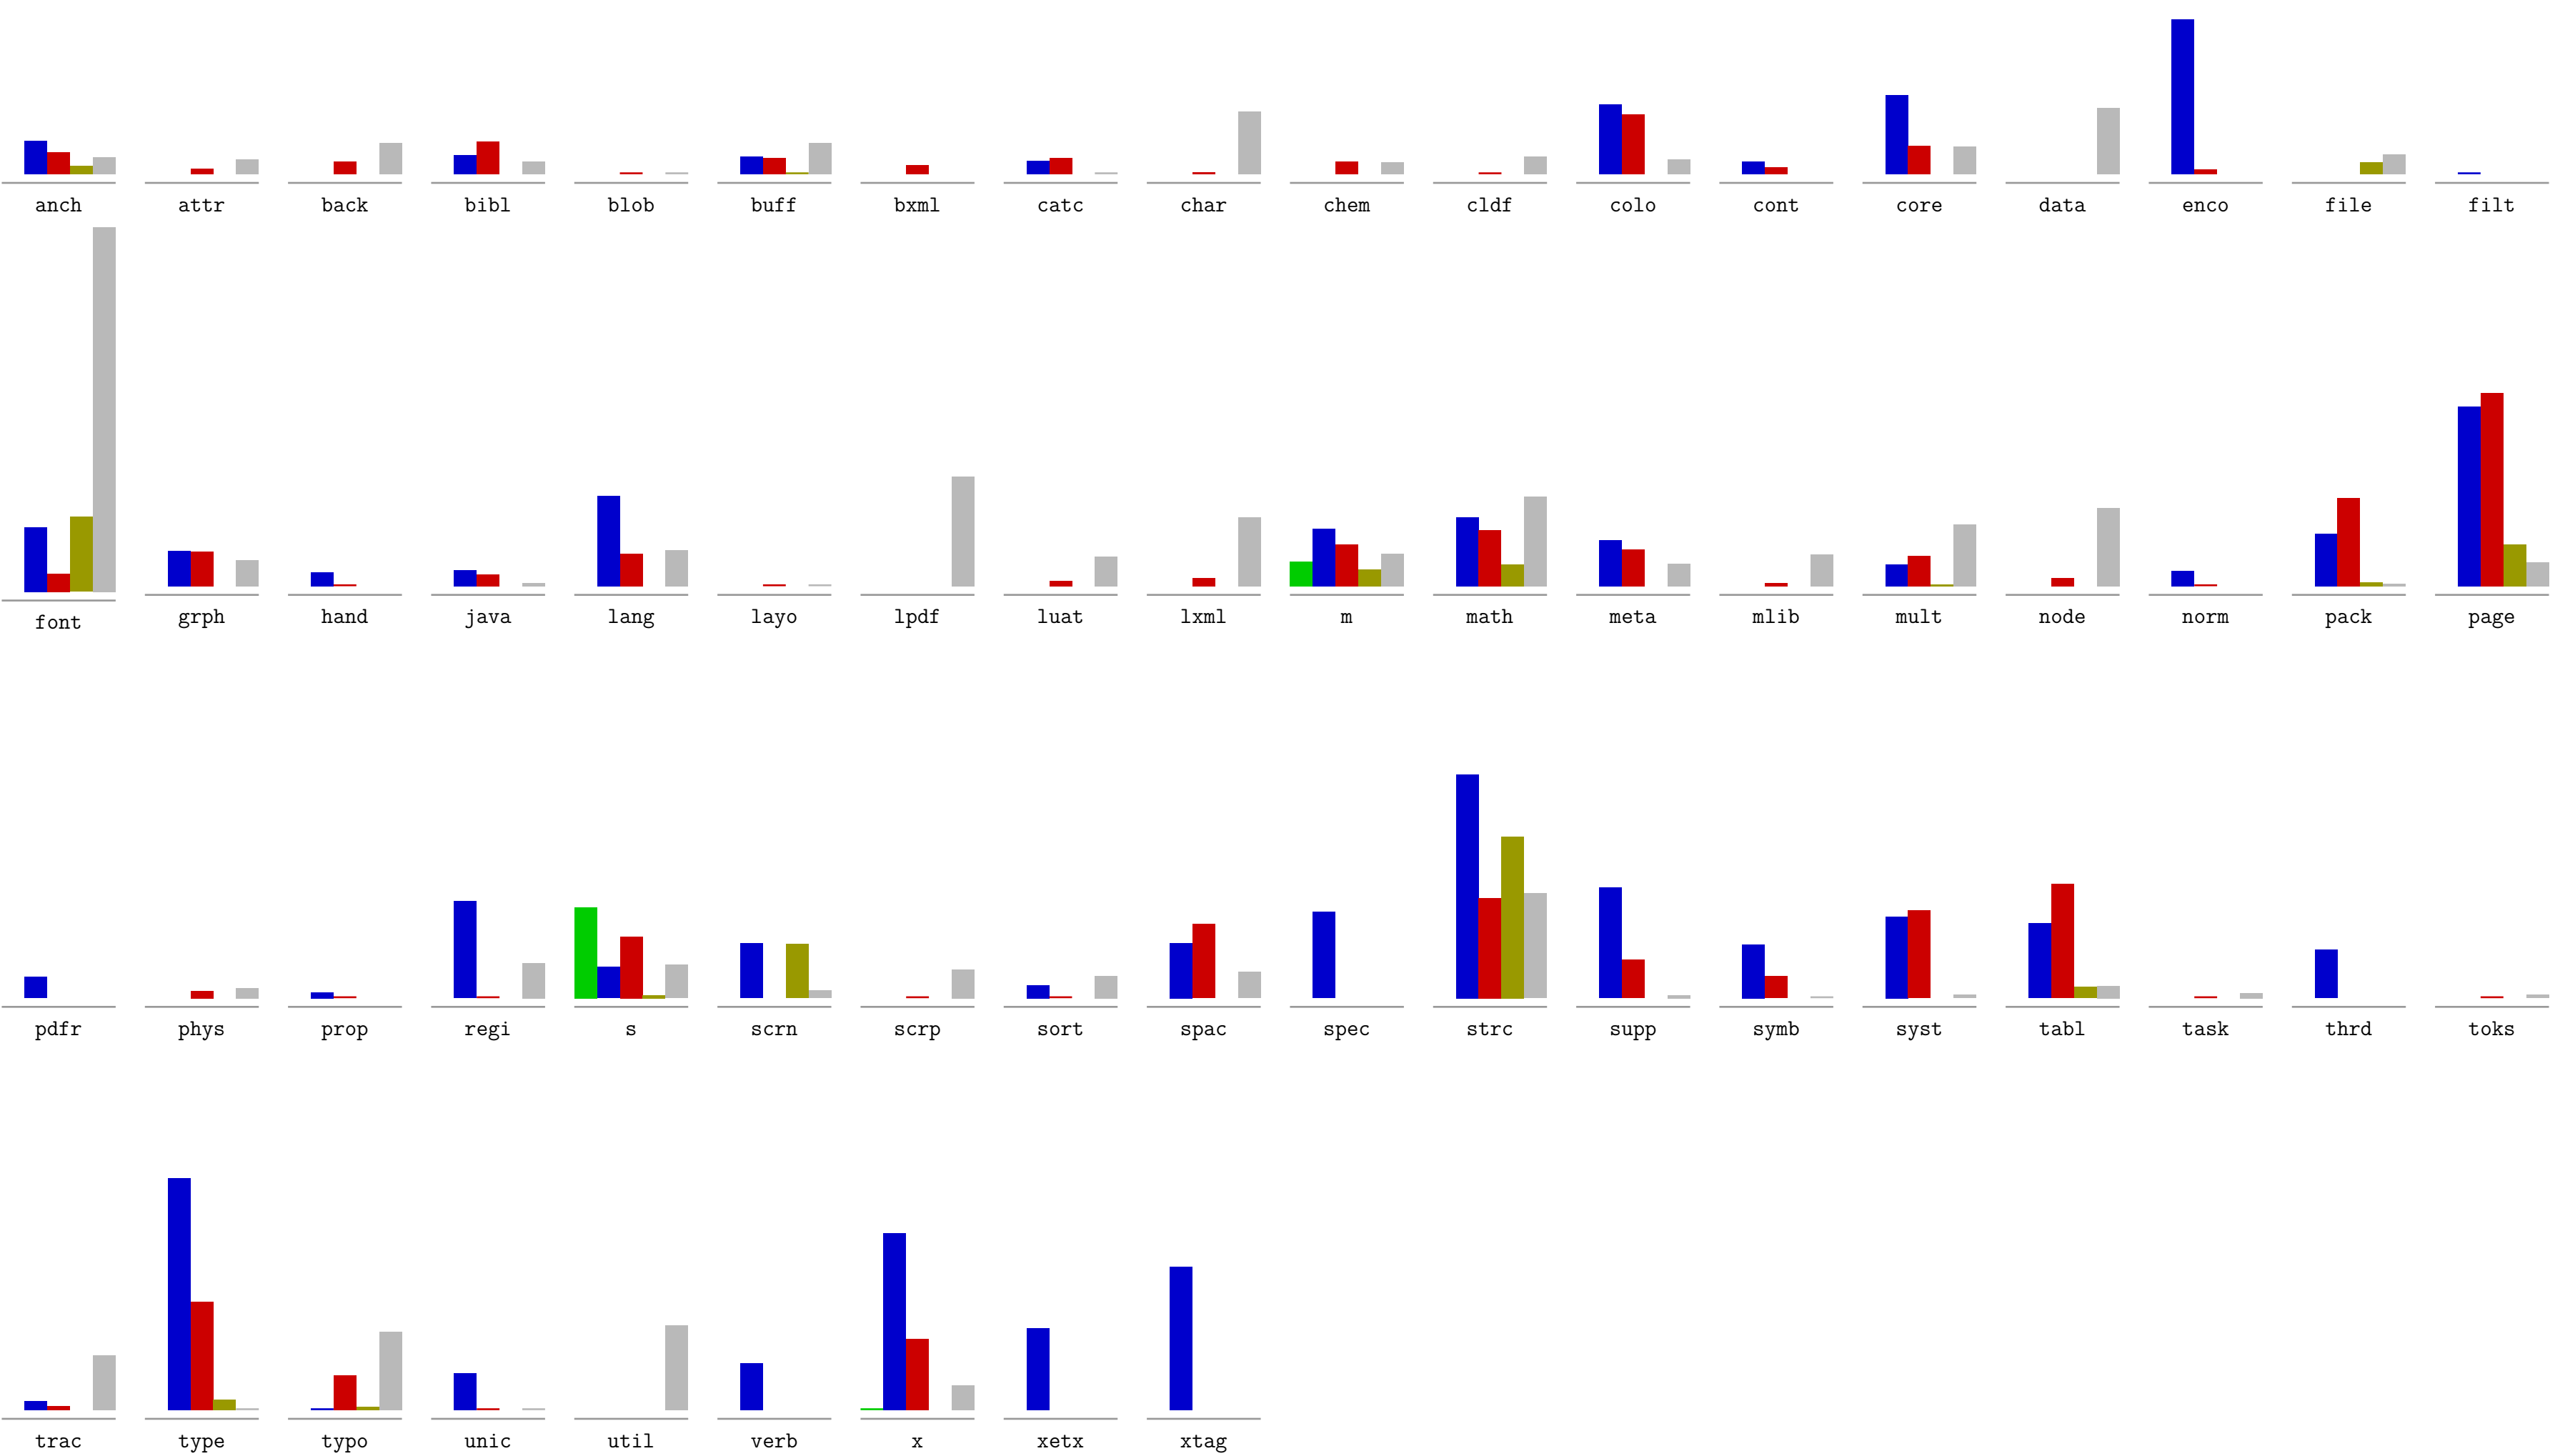 anch attr back bibl blob buff bxml catc char chem cldf colo cont core data enco file filt
font grph hand java lang layo lpdf luat lxml m math meta mlib mult node norm pack page
pdfr phys prop regi s scrn scrp sort spac spec strc supp symb syst tabl task thrd toks
trac type typo unic util verb x xetx xtag